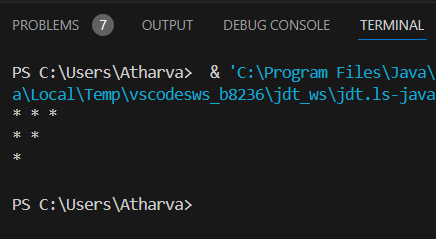 PROBLEMS 7 OUTPUT DEBUG CONSOLE TERMINAL
PS C:\Users\Atharva>  & 'C:\Program Files\Java\
a\Local\Temp\vscodesws_b8236\jdt_ws\jdt.ls-java
* * *
* *
*
PS C:\Users\Atharva>